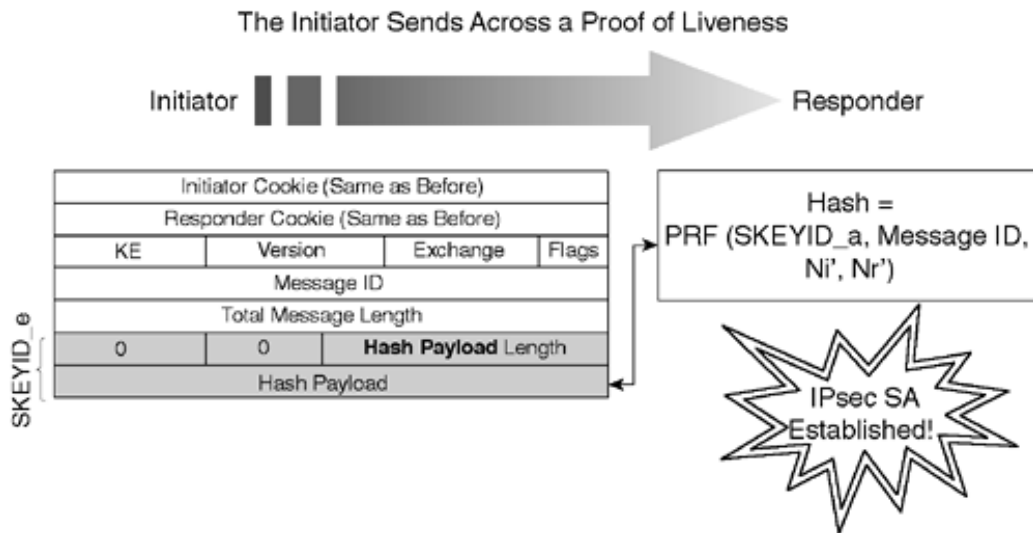 The Initiator Sends Across a Proof of Liveness
Initiator
Responder
Initiator Cookie (Same as Before)
Responder Cookie (Same as Before)
KE Version Exchange Flags
Message ID
Total Message Length
0 0 Hash Payload Length
Hash Payload
SKEYID_e
Hash =
PRF (SKEYID_a, Message ID,
Ni', Nr')
IPsec SA
Established!